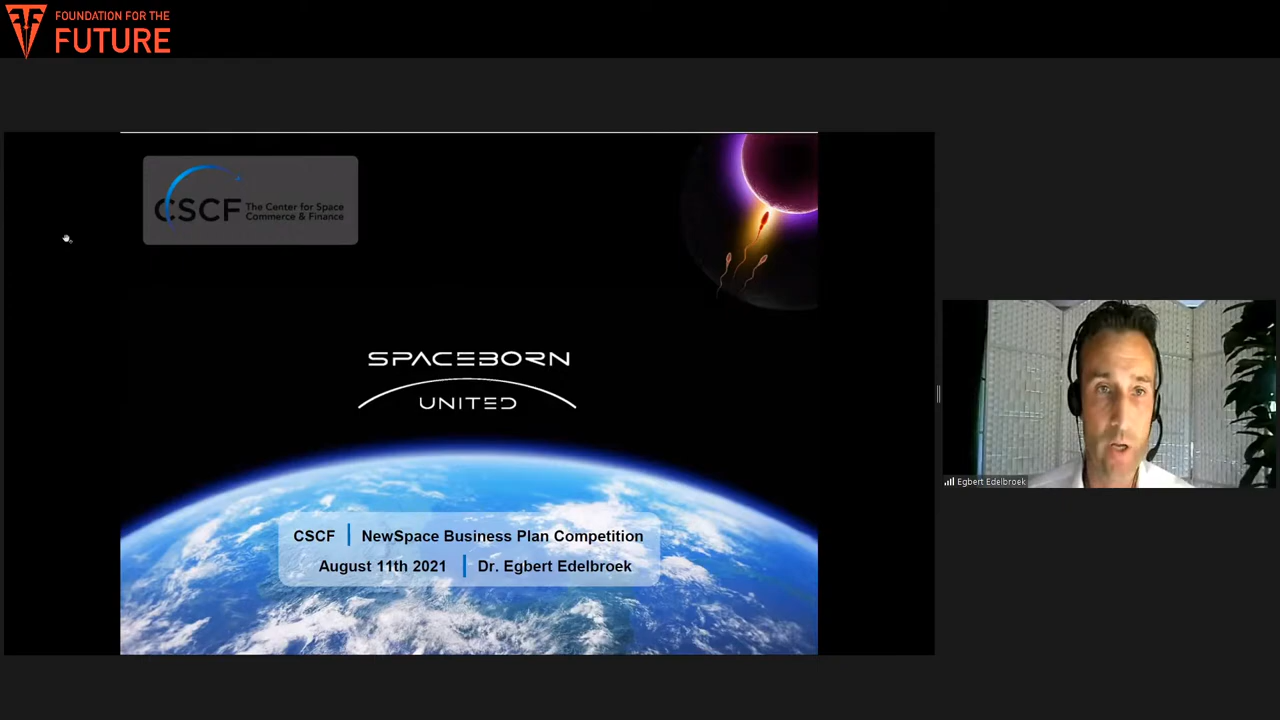 FOUNDATION FOR THE
FUTURE
CSCF The Center for Space
Commerce & Finance
SPACEBORN
UNITED
CSCF | NewSpace Business Plan Competition
August 11th 2021 | Dr. Egbert Edelbroek
Egbert Edelbroek